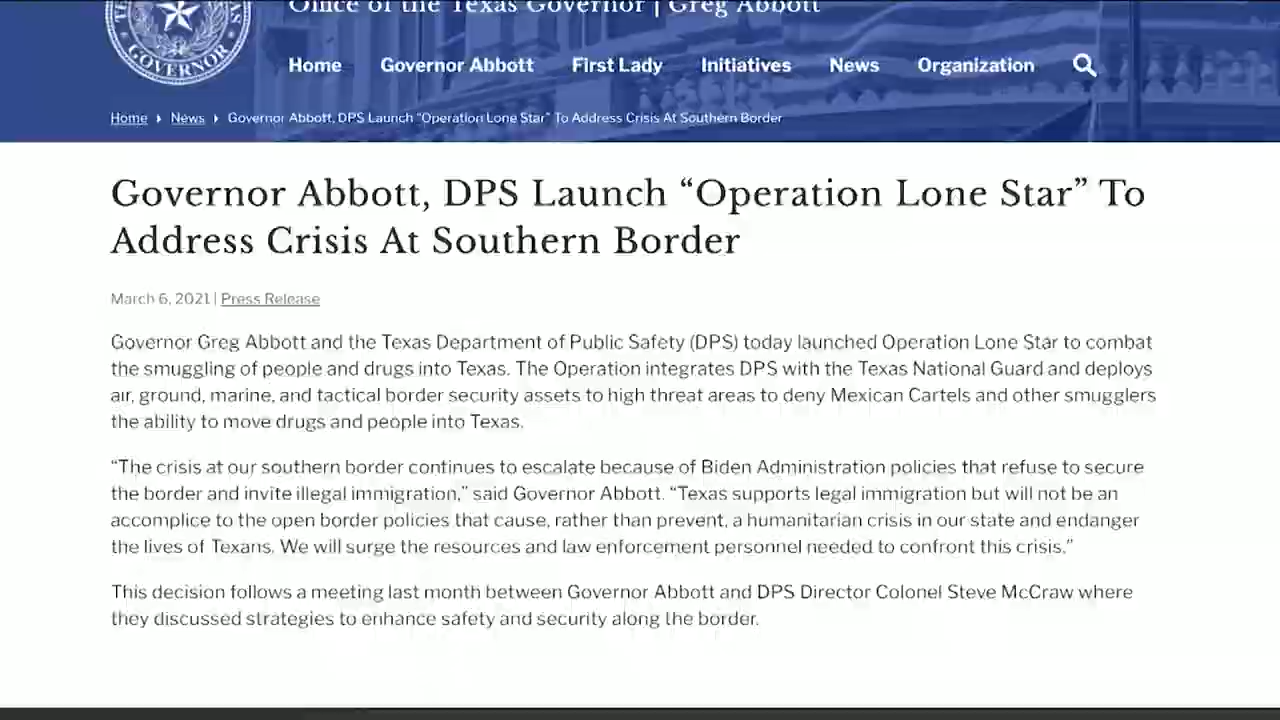 Office of the Texas Governor | Greg Abbott
GOVERNOR
Home Governor Abbott First Lady Initiatives News Organization
Home News Governor Abbott, DPS Launch “Operation Lone Star” To Address Crisis At Southern Border
Governor Abbott, DPS Launch “Operation Lone Star” To
Address Crisis At Southern Border
March 6, 2021 | Press Release
Governor Greg Abbott and the Texas Department of Public Safety (DPS) today launched Operation Lone Star to combat
the smuggling of people and drugs into Texas. The Operation integrates DPS with the Texas National Guard and deploys
air, ground, marine, and tactical border security assets to high threat areas to deny Mexican Cartels and other smugglers
the ability to move drugs and people into Texas.
“The crisis at our southern border continues to escalate because of Biden Administration policies that refuse to secure
the border and invite illegal immigration,” said Governor Abbott. “Texas supports legal immigration but will not be an
accomplice to the open border policies that cause, rather than prevent, a humanitarian crisis in our state and endanger
the lives of Texans. We will surge the resources and law enforcement personnel needed to confront this crisis.”
This decision follows a meeting last month between Governor Abbott and DPS Director Colonel Steve McCraw where
they discussed strategies to enhance safety and security along the border.